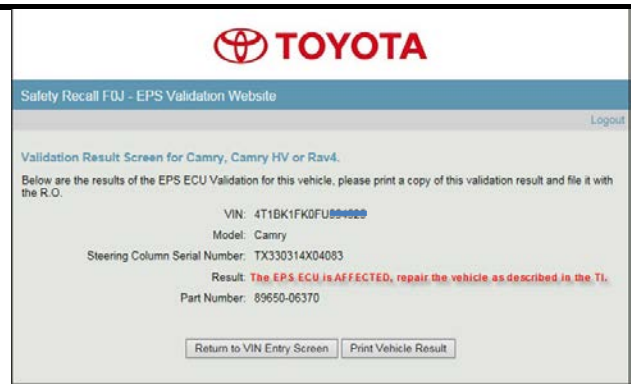 TOYOTA
Safety Recall F0J - EPS Validation Website
Logout
Validation Result Screen for Camry, Camry HV or Rav4.
Below are the results of the EPS ECU Validation for this vehicle, please print a copy of this validation result and file it with
the R.O.
VIN: 4T1BK1FK0FU
Model: Camry
Steering Column Serial Number: TX330314X04083
Result: The EPS ECU is AFFECTED, repair the vehicle as described in the TI.
Part Number: 89650-06370
Return to VIN Entry Screen Print Vehicle Result